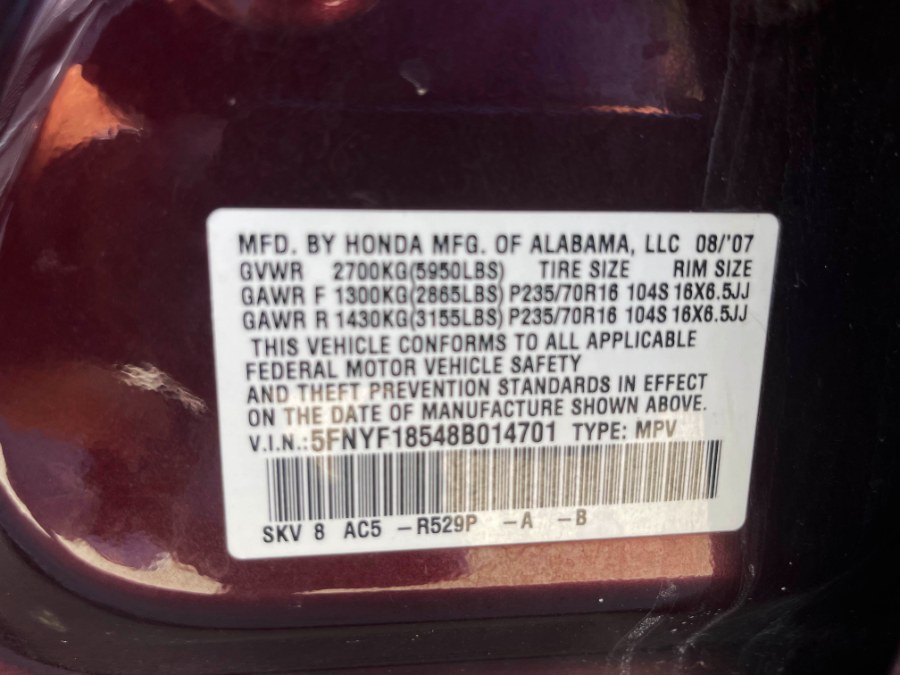 MFD. BY HONDA MFG. OF ALABAMA, LLC 08/'07
GVWR 2700KG(5950LBS) TIRE SIZE RIM SIZE
GAWR F 1300KG(2865LBS) P235/70R16 104S 16X6.5JJ
GAWR R 1430KG(3155LBS) P235/70R16 104S 16X6.5JJ
THIS VEHICLE CONFORMS TO ALL APPLICABLE
FEDERAL MOTOR VEHICLE SAFETY
AND THEFT PREVENTION STANDARDS IN EFFECT
ON THE DATE OF MANUFACTURE SHOWN ABOVE.
V.I.N.:5FNYF18548B014701 TYPE: MPV
SKV 8 AC5 -R529P -A -B